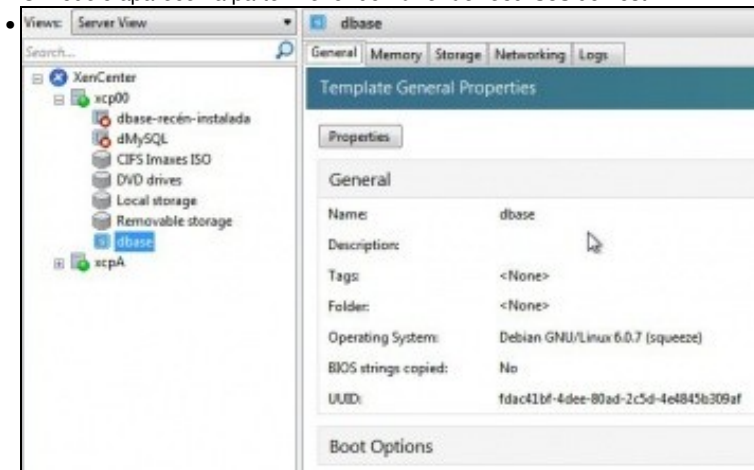 Views: Server View
Search...
XenCenter
xcp00
dbase-recén-instalada
dMySQL
CIFS Imaxes ISO
DVD drives
Local storage
Removable storage
dbase
xcpA
dbase
General Memory Storage Networking Logs
Template General Properties
Properties
General
Name: dbase
Description:
Tags: <None>
Folder: <None>
Operating System: Debian GNU/Linux 6.0.7 (squeeze)
BIOS strings copied: No
UUID: fdac41bf-4dee-80ad-2c5d-4e4845b309af
Boot Options